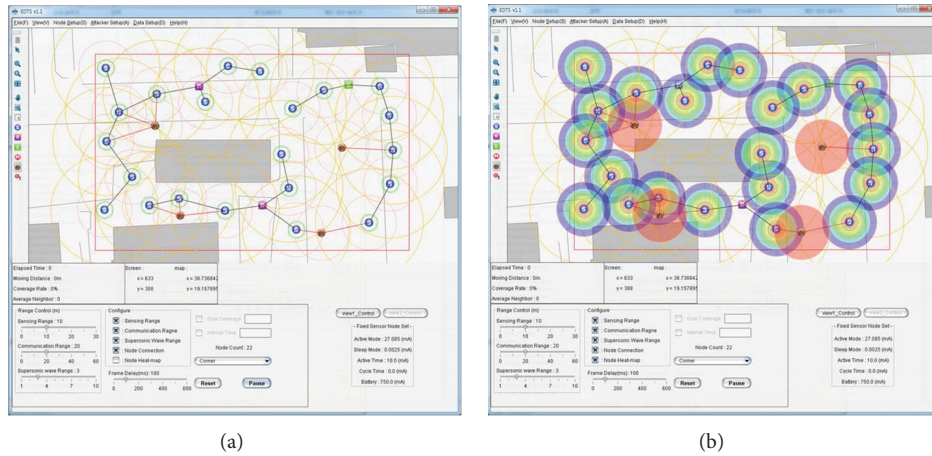 EDTS v1.1
File(F) View(V) Node Setup(S) Attacker Setup(A) Data Setup(D) Help(H)
Elapsed Time : 0
Moving Distance : 0m
Coverage Rate : 0%
Average Neighbor : 0
Screen : map :
x = 633 x = 36.736842
y = 388 y = 19.157895
Range Control (m)
Sensing Range : 10
0 10 20 30
Communication Range : 20
0 20 40 60
Supersonic wave Range : 3
1 4 7 10
Configure
: Sensing Range
: Communication Ragne
: Supersonic Wave Range
: Node Connection
: Node Heat-map
Frame Delay(ms): 100
0 200 400 600
: Goal Coverage
: Interval Time
Node Count : 22
Corner
Reset Pause
view1_Control view2_Control
Fixed Sensor Node Set
Active Mode : 27.085 (mA)
Sleep Mode : 0.0025 (mA)
Active Time : 10.0 (mA)
Cycle Time : 0.0 (mA)
Battery : 750.0 (mA)
(a)
EDTS v1.1
File(F) View(V) Node Setup(S) Attacker Setup(A) Data Setup(D) Help(H)
Elapsed Time : 0
Moving Distance : 0m
Coverage Rate : 0%
Average Neighbor : 0
Screen : map :
x = 633 x = 36.736842
y = 388 y = 19.157895
Range Control (m)
Sensing Range : 10
0 10 20 30
Communication Range : 20
0 20 40 60
Supersonic wave Range : 3
1 4 7 10
Configure
: Sensing Range
: Communication Ragne
: Supersonic Wave Range
: Node Connection
: Node Heat-map
Frame Delay(ms): 100
0 200 400 600
: Goal Coverage
: Interval Time
Node Count : 22
Corner
Reset Pause
view1_Control view2_Control
Fixed Sensor Node Set
Active Mode : 27.085 (mA)
Sleep Mode : 0.0025 (mA)
Active Time : 10.0 (mA)
Cycle Time : 0.0 (mA)
Battery : 750.0 (mA)
(b)